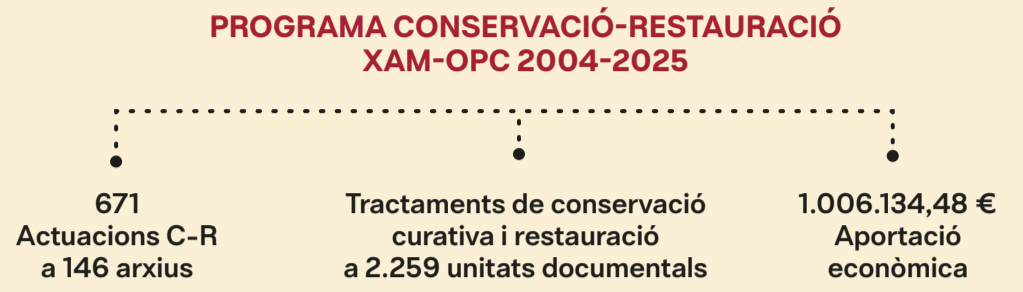 PROGRAMA CONSERVACIÓ-RESTAURACIÓ
XAM-OPC 2004-2025
671
Actuacions C-R
a 146 arxius
Tractaments de conservació
curativa i restauració
a 2.259 unitats documentals
1.006.134,48 €
Aportació
econòmica